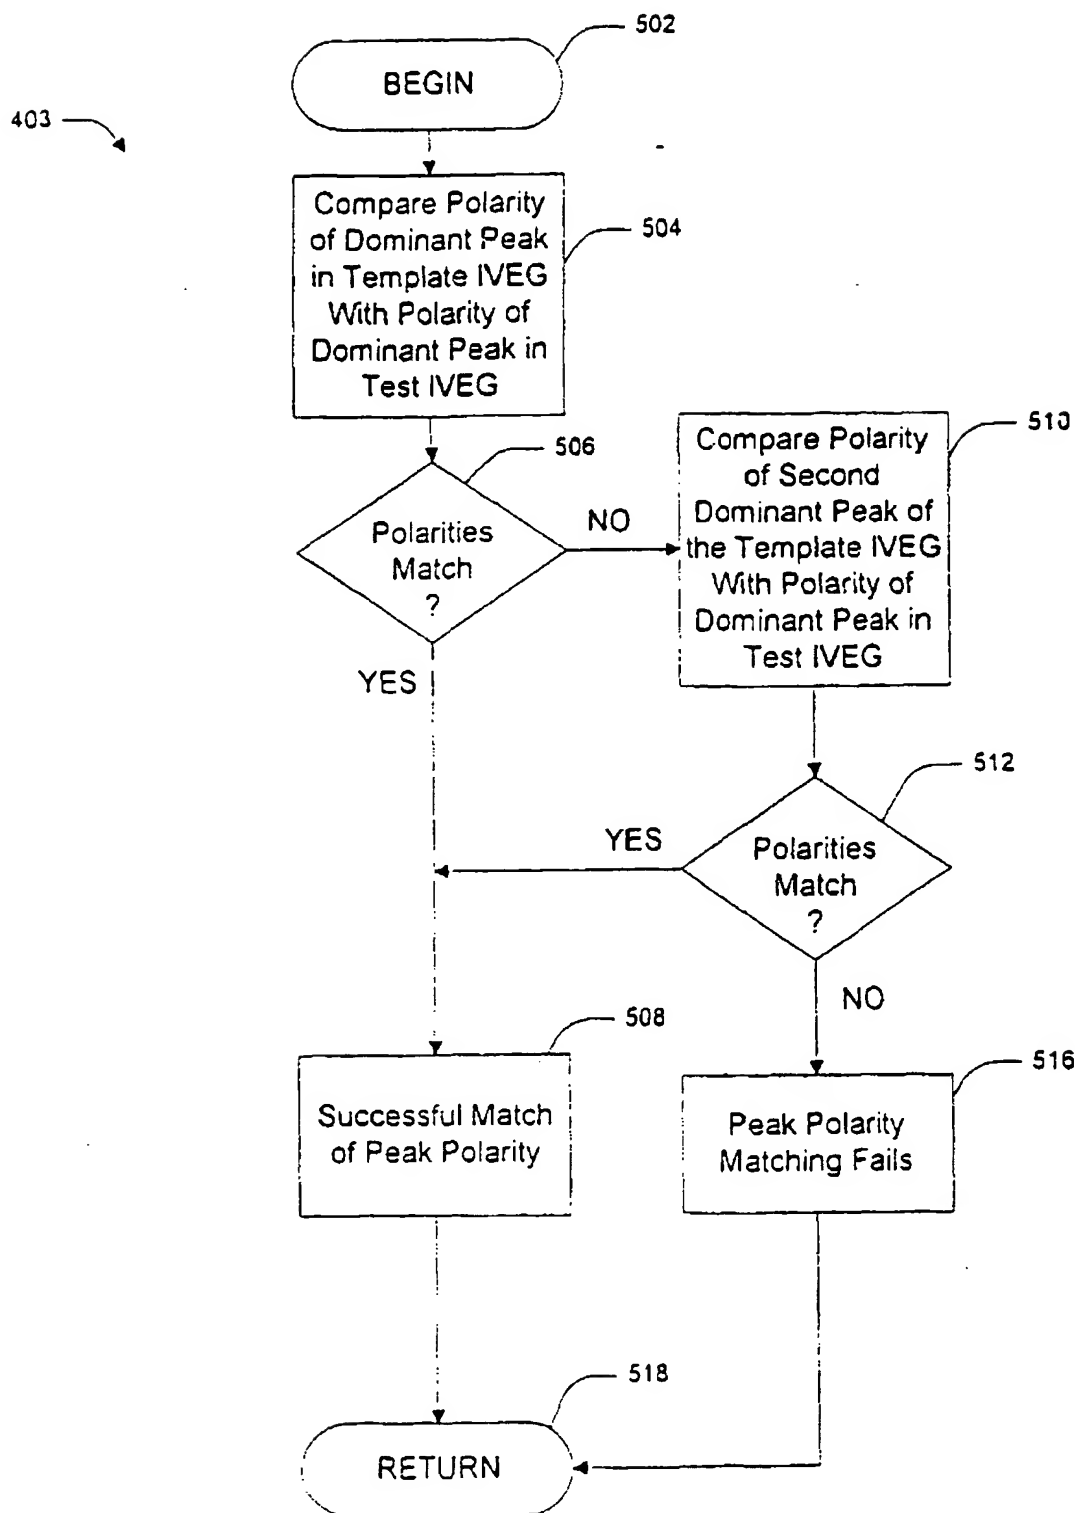 502
BEGIN
403
Compare Polarity
of Dominant Peak
in Template IVEG
With Polarity of
Dominant Peak in
Test IVEG
504
506
Polarities
Match
?
NO
YES
510
Compare Polarity
of Second
Dominant Peak of
the Template IVEG
With Polarity of
Dominant Peak in
Test IVEG
512
Polarities
Match
?
YES
NO
508
Successful Match
of Peak Polarity
516
Peak Polarity
Matching Fails
518
RETURN